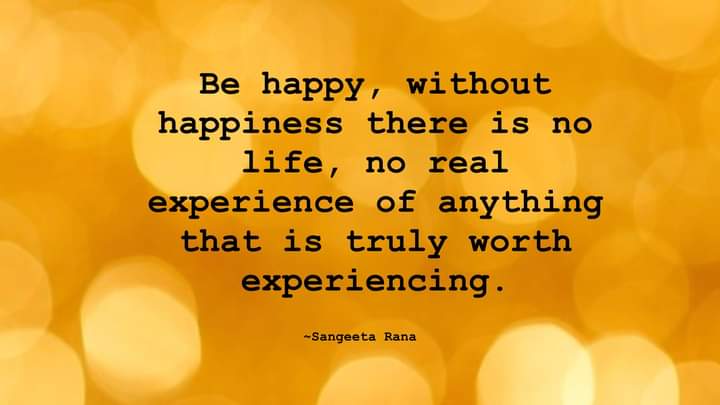 Be happy, without
happiness there is no
life, no real
experience of anything
that is truly worth
experiencing.
~Sangeeta Rana